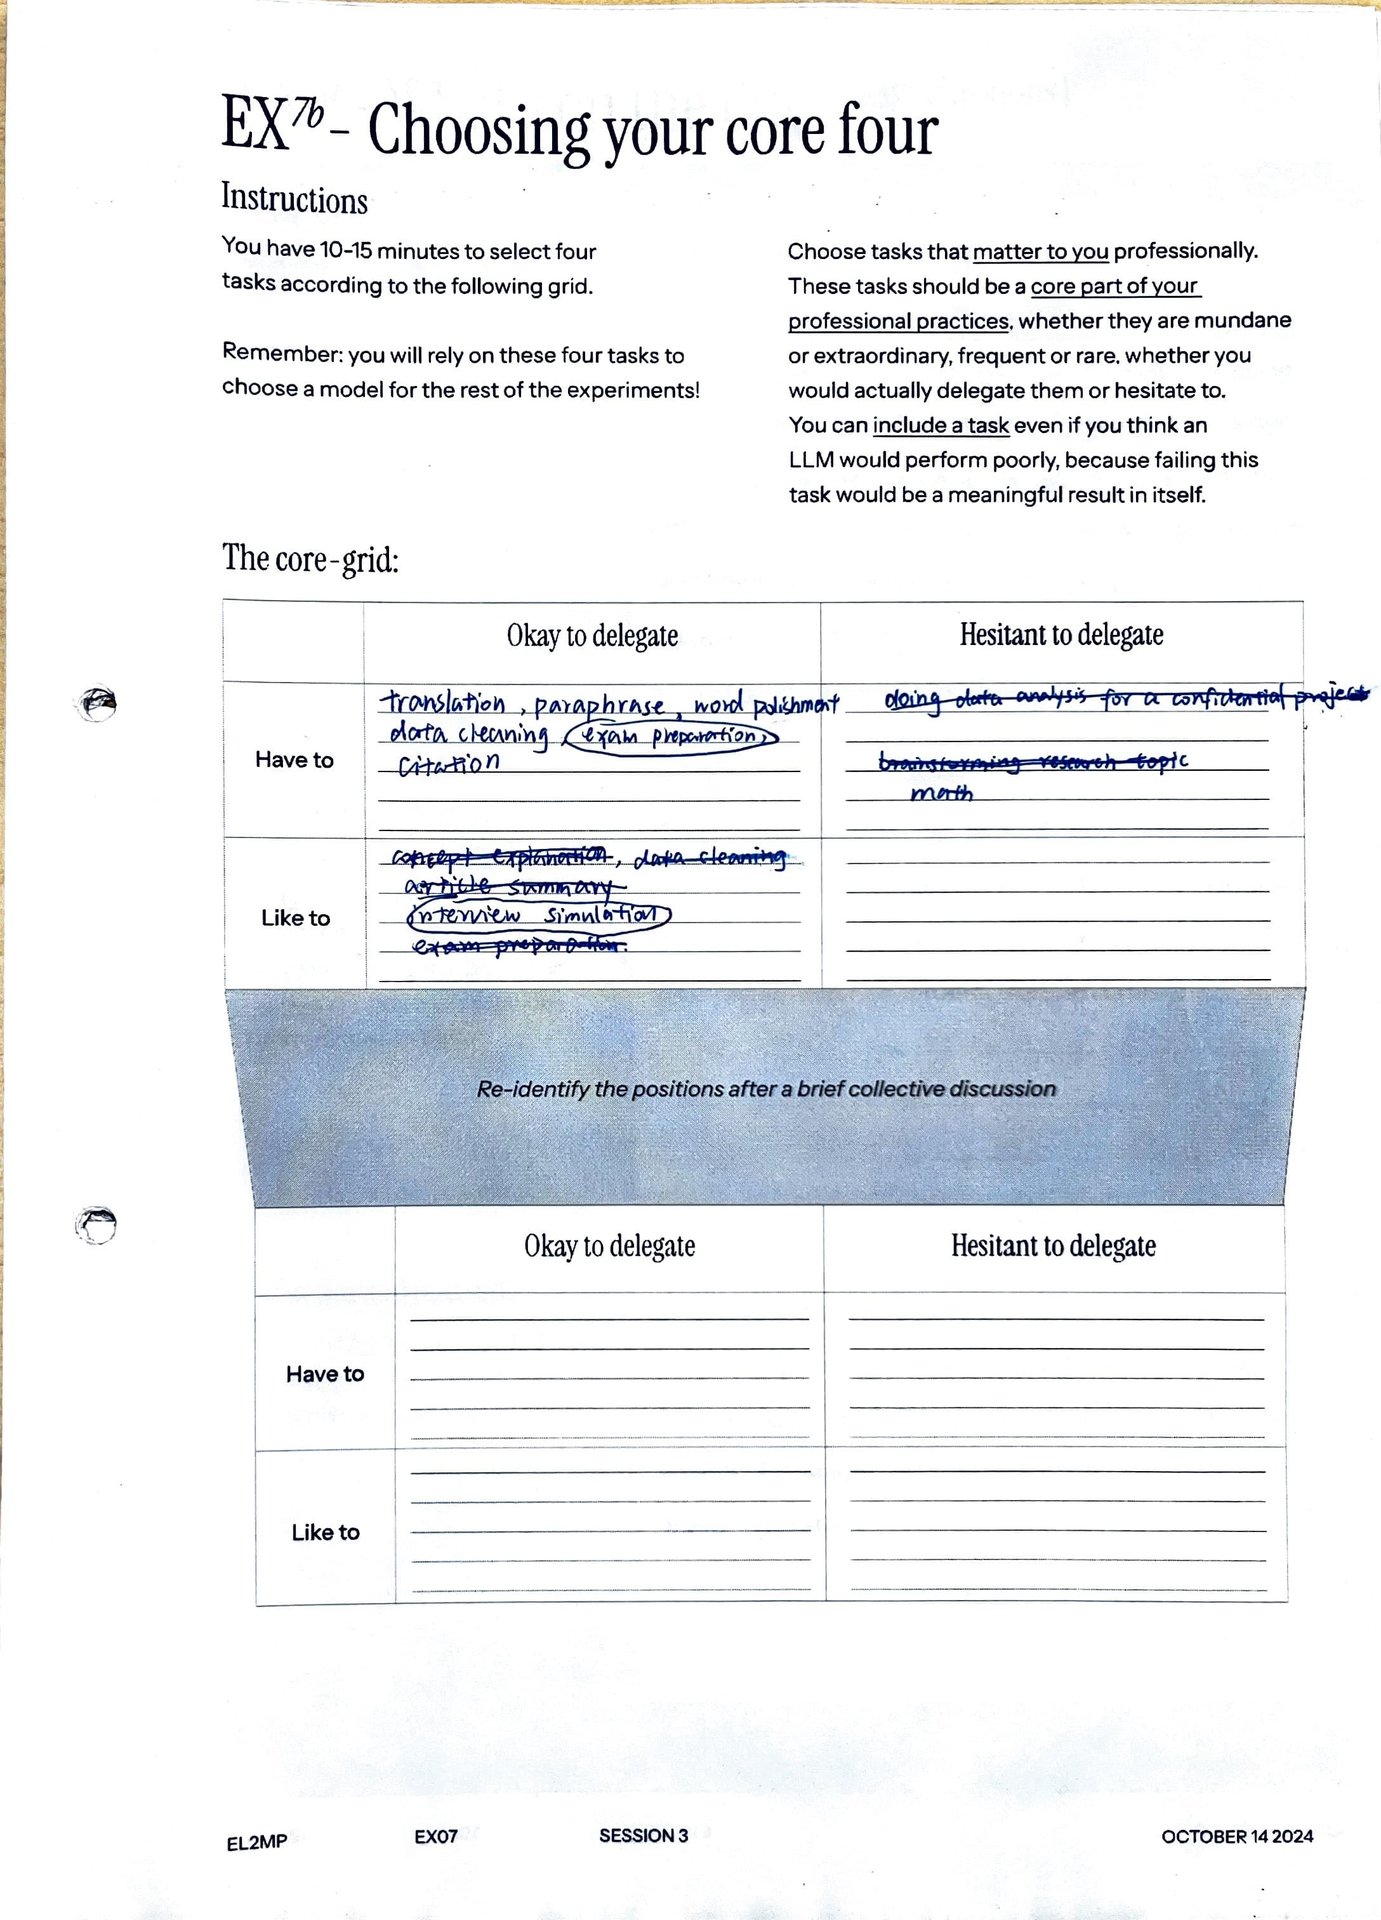 EX7b - Choosing your core four
Instructions
You have 10-15 minutes to select four
tasks according to the following grid.
Remember: you will rely on these four tasks to
choose a model for the rest of the experiments!
Choose tasks that matter to you professionally.
These tasks should be a core part of your
professional practices, whether they are mundane
or extraordinary, frequent or rare, whether you
would actually delegate them or hesitate to.
You can include a task even if you think an
LLM would perform poorly, because failing this
task would be a meaningful result in itself.
The core-grid:
Okay to delegate
Hesitant to delegate
Have to
translation, paraphrase, word polishment
data cleaning, exam preparation,
citation
doing data analysis for a confidential project
brainstorming research topic
math
Like to
concept explanation, data cleaning
article summary
interview simulation
exam preparation.
Re-identify the positions after a brief collective discussion
Okay to delegate
Hesitant to delegate
Have to
Like to
EL2MP
EX07
SESSION 3
OCTOBER 14 2024